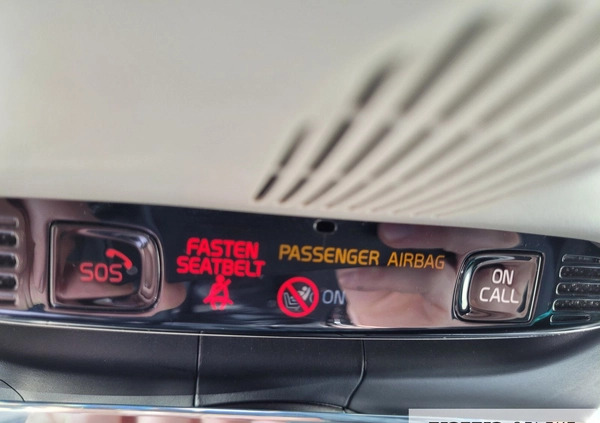 SOS
FASTEN
SEATBELT
PASSENGER AIRBAG
ON
ON
CALL